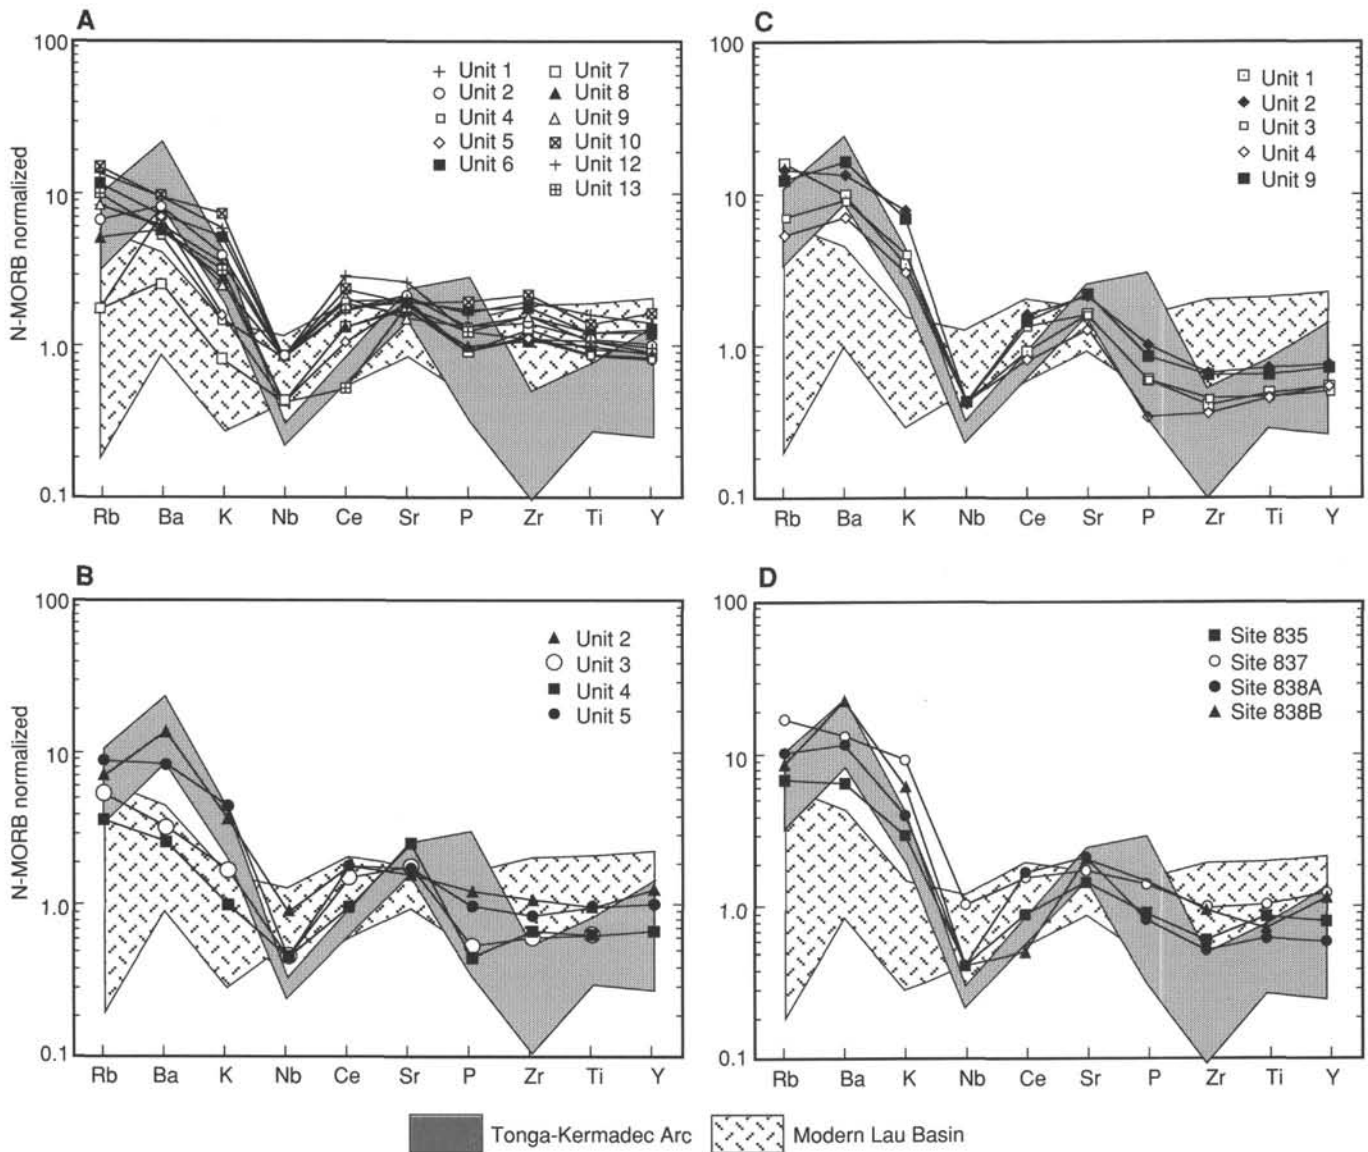 A
N-MORB normalized
100
10
1.0
0.1
Unit 1
Unit 2
Unit 4
Unit 5
Unit 6
Unit 7
Unit 8
Unit 9
Unit 10
Unit 12
Unit 13
Rb Ba K Nb Ce Sr P Zr Ti Y
C
100
10
1.0
0.1
Unit 1
Unit 2
Unit 3
Unit 4
Unit 9
Rb Ba K Nb Ce Sr P Zr Ti Y
B
N-MORB normalized
100
10
1.0
0.1
Unit 2
Unit 3
Unit 4
Unit 5
Rb Ba K Nb Ce Sr P Zr Ti Y
D
100
10
1.0
0.1
Site 835
Site 837
Site 838A
Site 838B
Rb Ba K Nb Ce Sr P Zr Ti Y
Tonga-Kermadec Arc
Modern Lau Basin